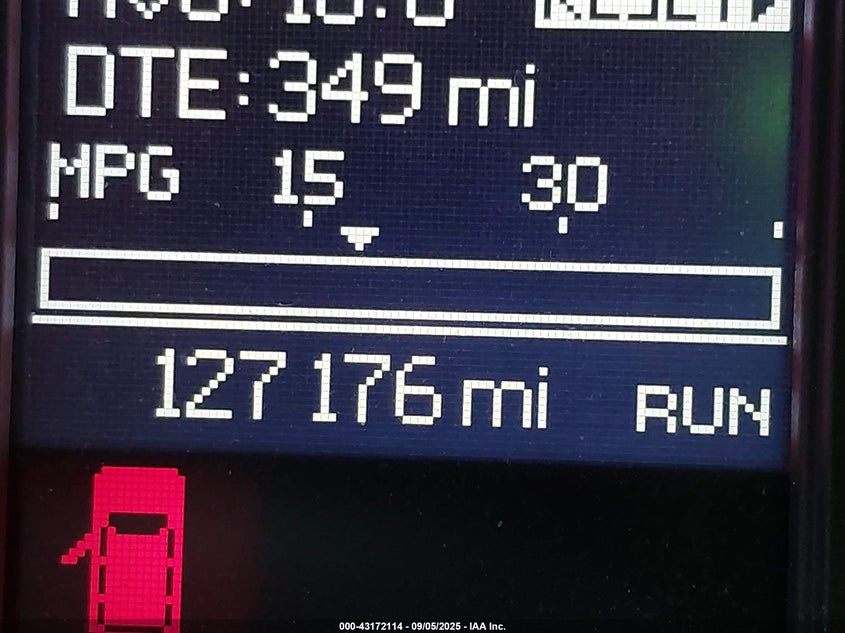 DTE: 349 mi
MPG 15 30
127 176 mi RUN
000-43172114 - 09/05/2025 - IAA Inc.